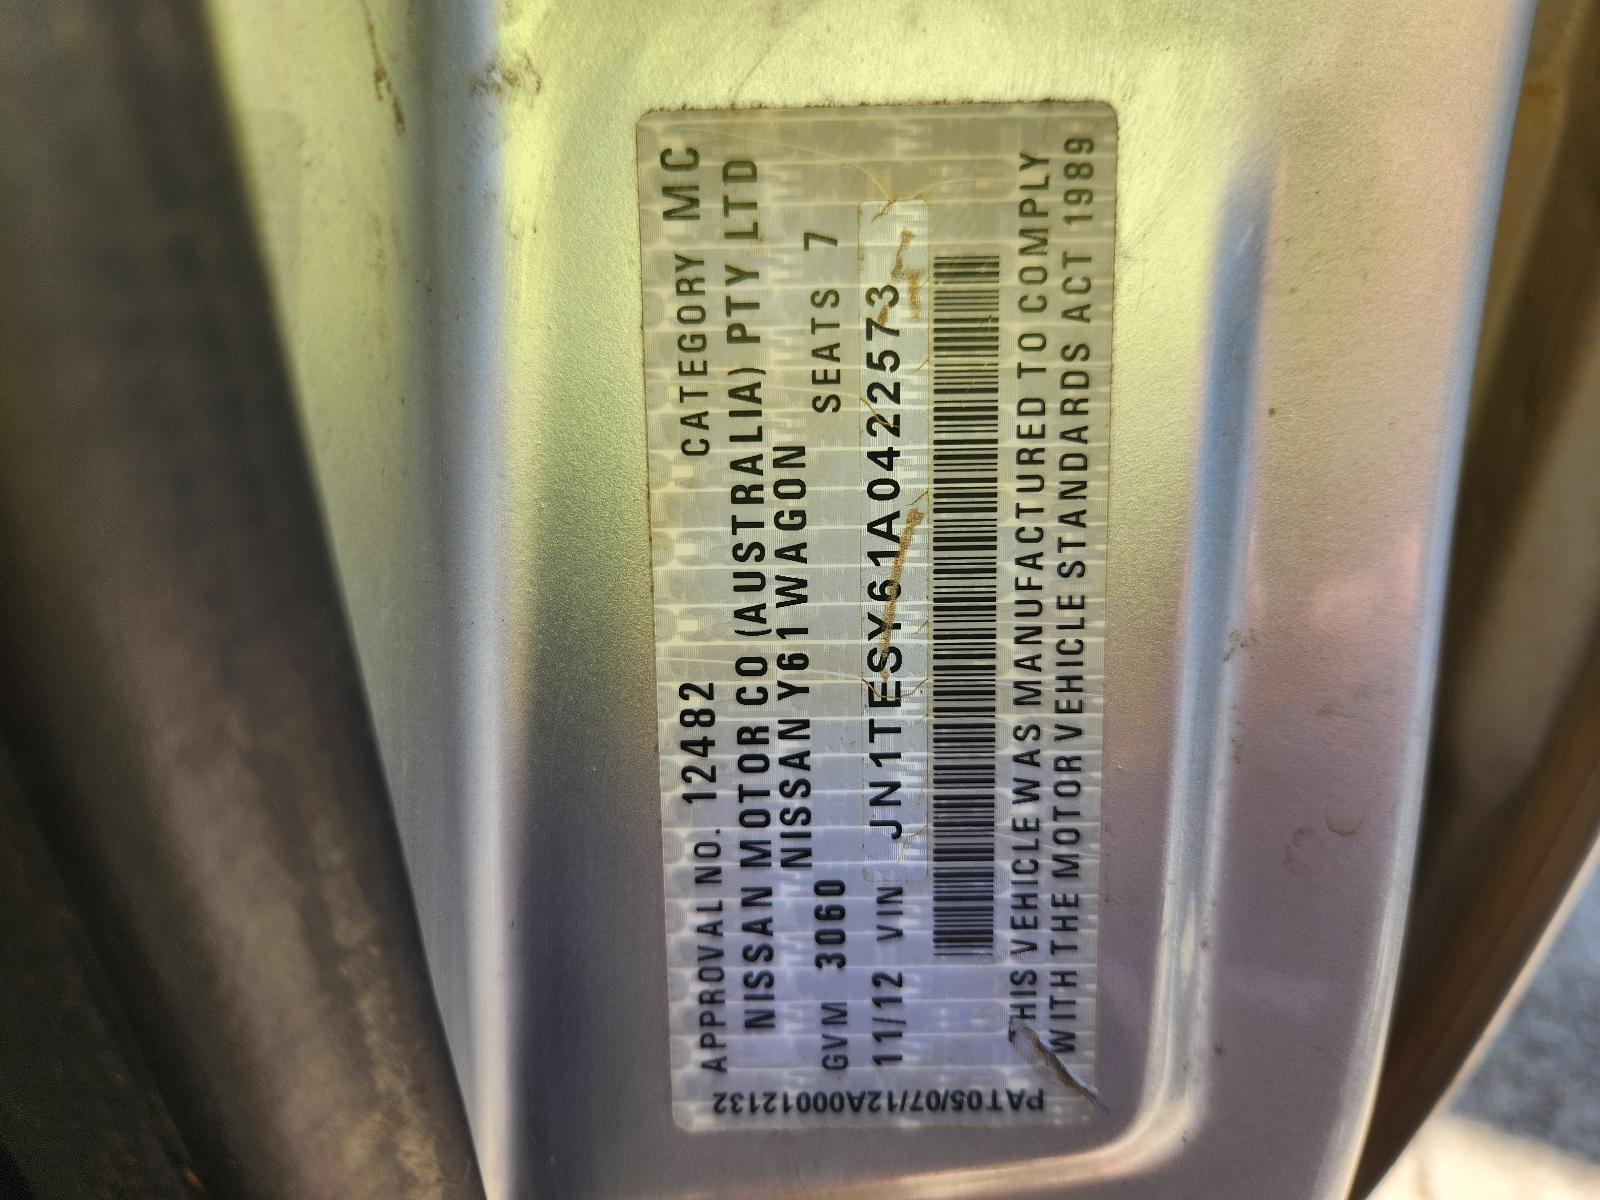 APPROVAL NO. 12482 CATEGORY MC
NISSAN MOTOR CO (AUSTRALIA) PTY LTD
NISSAN Y61 WAGON
GVM 3060 SEATS 7
11/12 VIN JN1TESY61A0422573
THIS VEHICLE WAS MANUFACTURED TO COMPLY
WITH THE MOTOR VEHICLE STANDARDS ACT 1989
PAT05/07/12A00012132